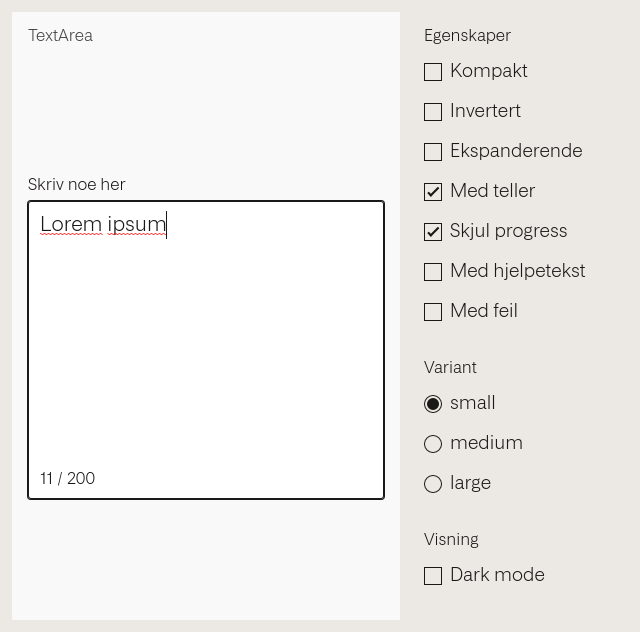 TextArea
Skriv noe her
Lorem ipsum
11 / 200
Egenskaper
Kompakt
Invertert
Ekspanderende
Med teller
Skjul progress
Med hjelpetekst
Med feil
Variant
small
medium
large
Visning
Dark mode